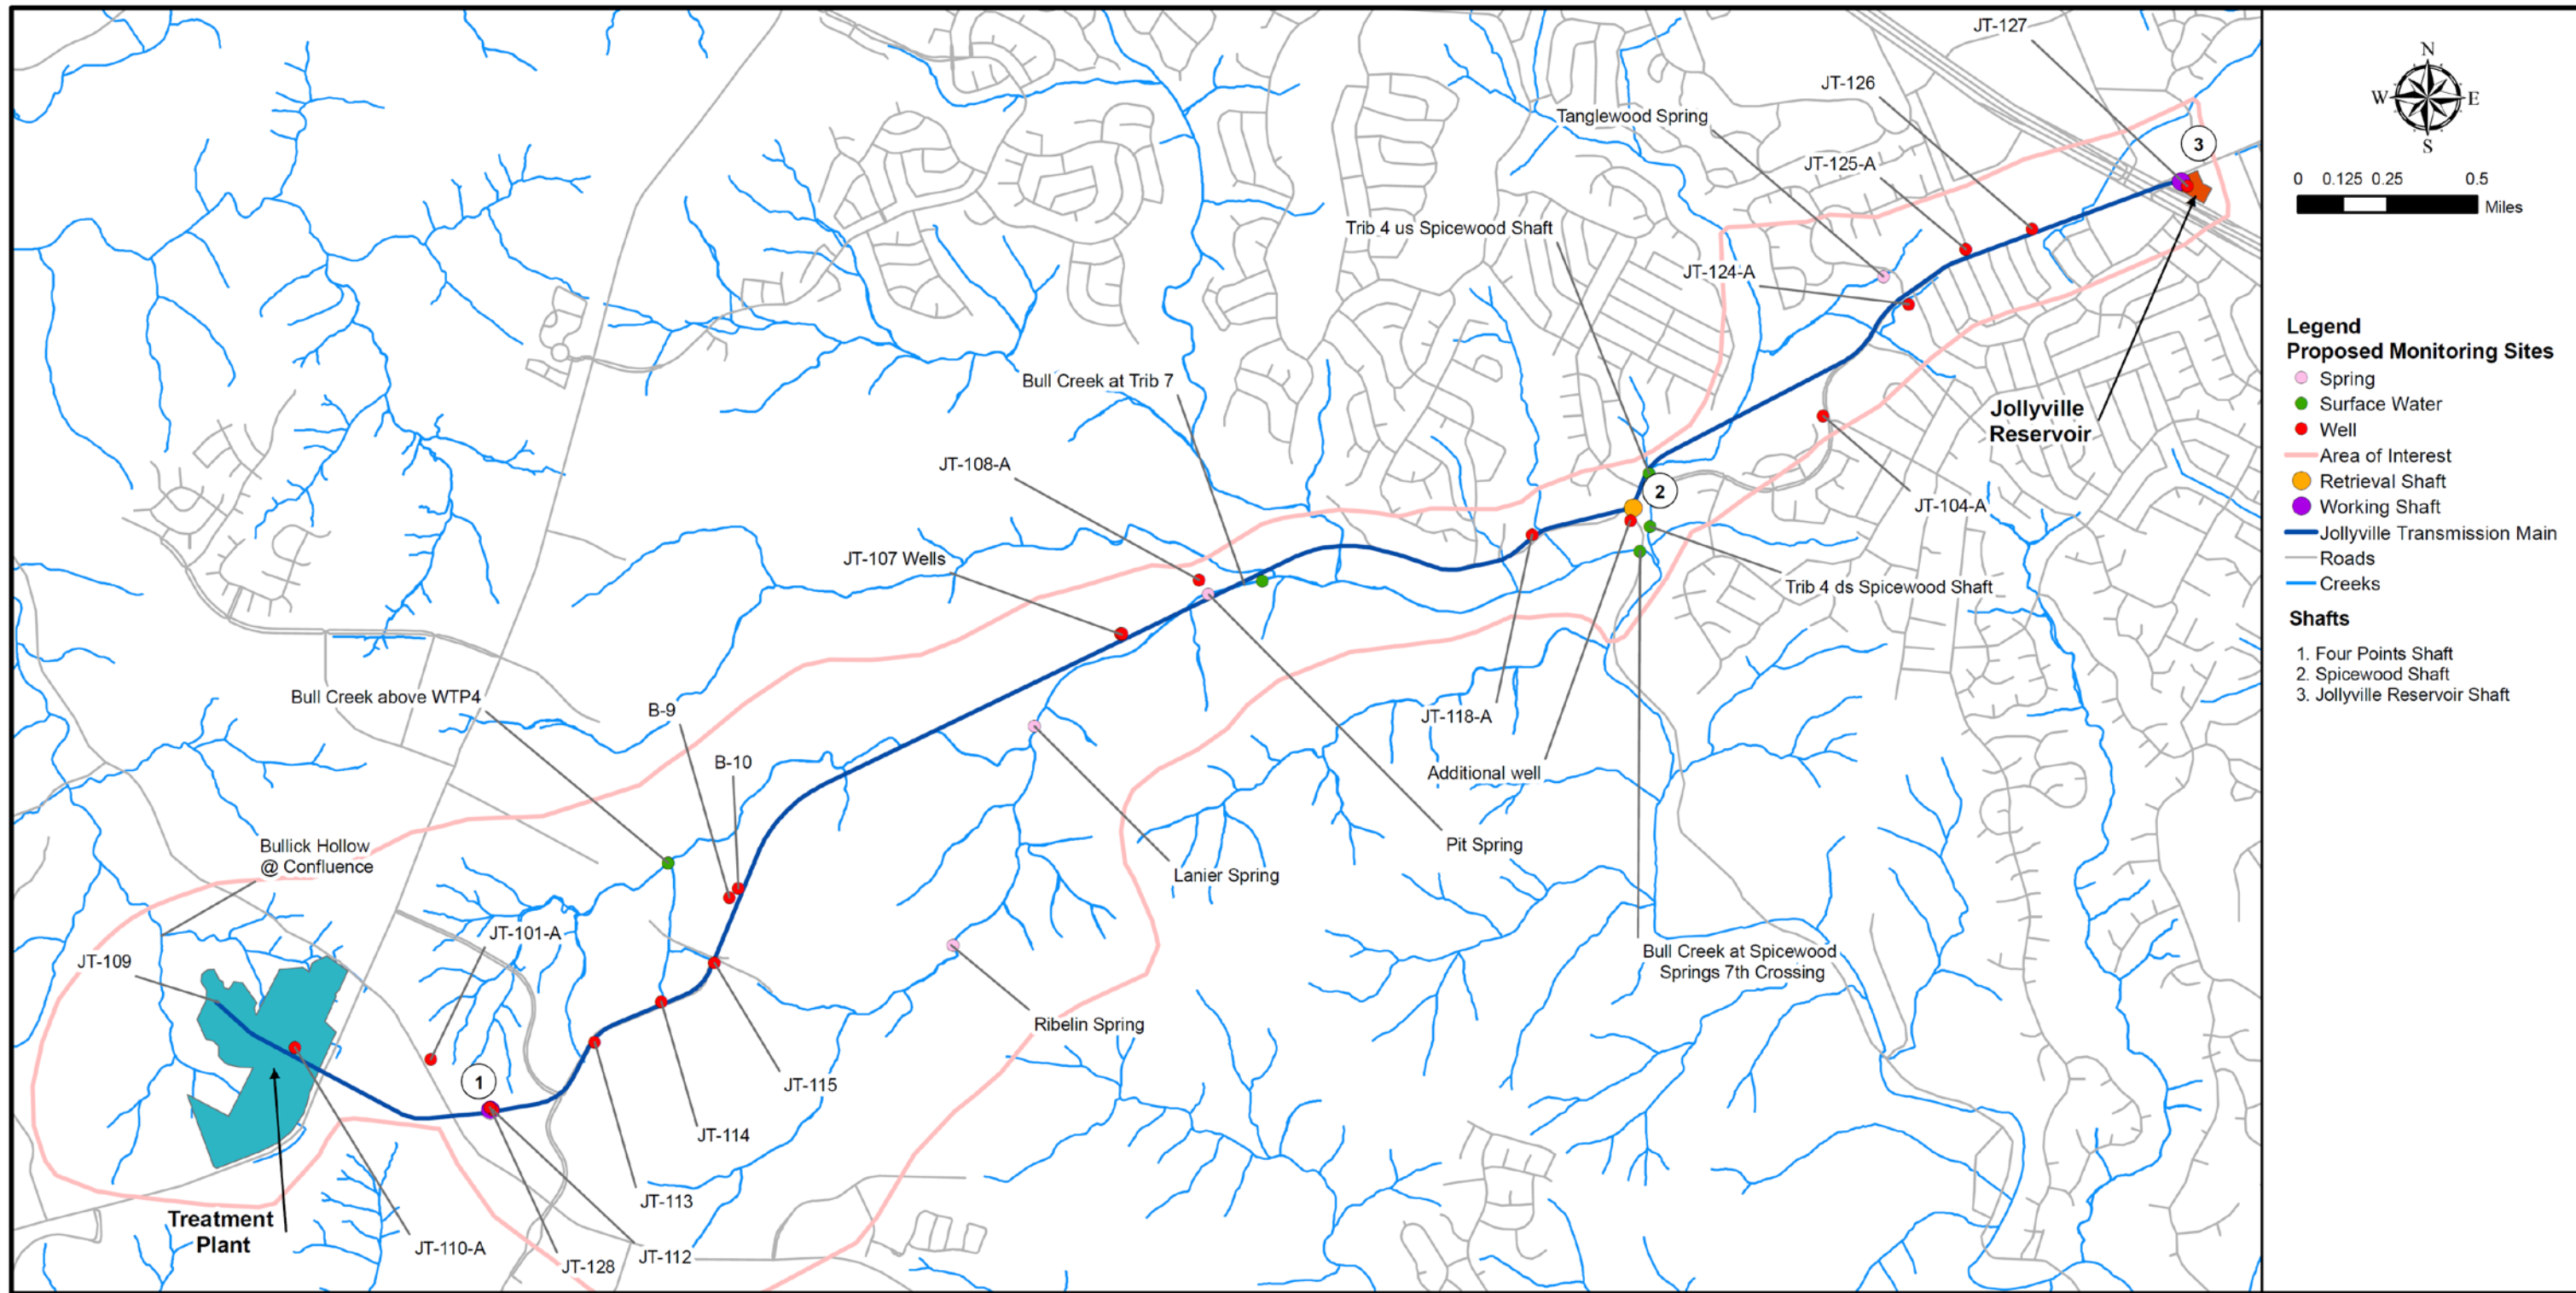 JT-127
JT-126
Tanglewood Spring
JT-125-A
3
Trib 4 us Spicewood Shaft
JT-124-A
Bull Creek at Trib 7
Jollyville
Reservoir
JT-108-A
2
JT-104-A
JT-107 Wells
Trib 4 ds Spicewood Shaft
Bull Creek above WTP4
B-9
JT-118-A
B-10
Additional well
Bullick Hollow
@ Confluence
Pit Spring
Lanier Spring
JT-101-A
JT-109
Bull Creek at Spicewood
Springs 7th Crossing
Ribelin Spring
1
JT-115
JT-114
JT-113
Treatment
Plant
JT-110-A
JT-112
JT-128
N
W
E
S
0 0.125 0.25 0.5
Miles
Legend
Proposed Monitoring Sites
Spring
Surface Water
Well
Area of Interest
Retrieval Shaft
Working Shaft
Jollyville Transmission Main
Roads
Creeks
Shafts
1. Four Points Shaft
2. Spicewood Shaft
3. Jollyville Reservoir Shaft